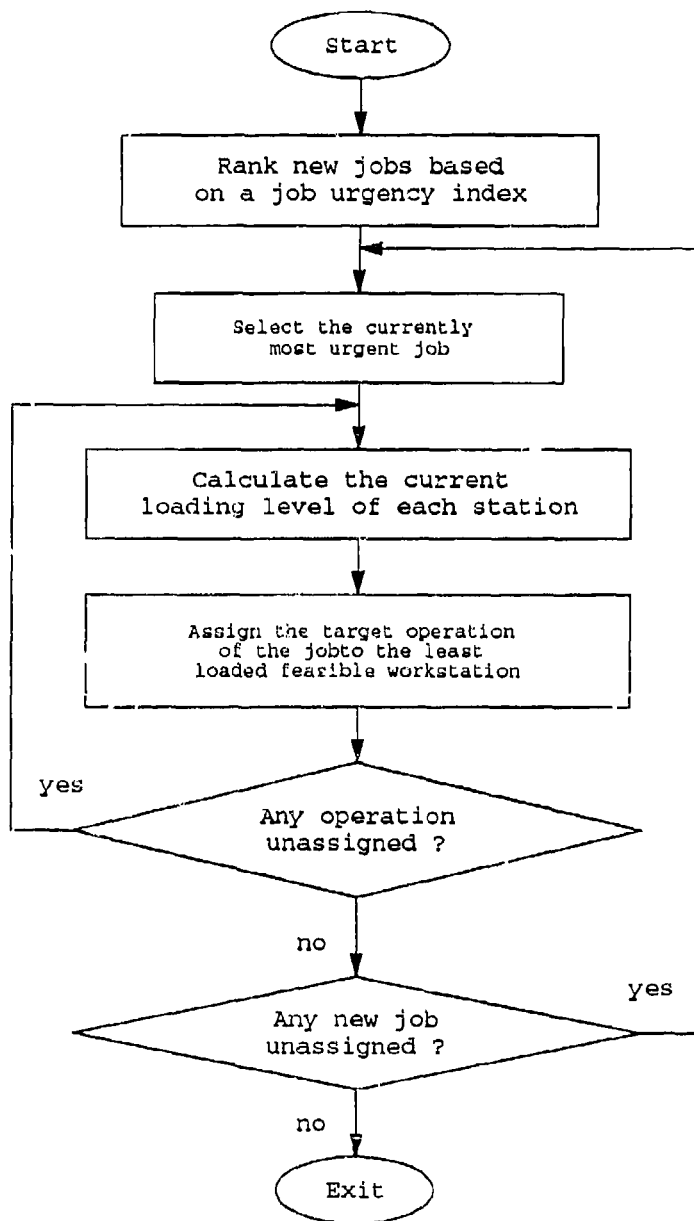 Start
Rank new jobs based
on a job urgency index
Select the currently
most urgent job
Calculate the current
loading level of each station
Assign the target operation
of the jobto the least
loaded feasible workstation
yes
Any operation
unassigned ?
no
yes
Any new job
unassigned ?
no
Exit